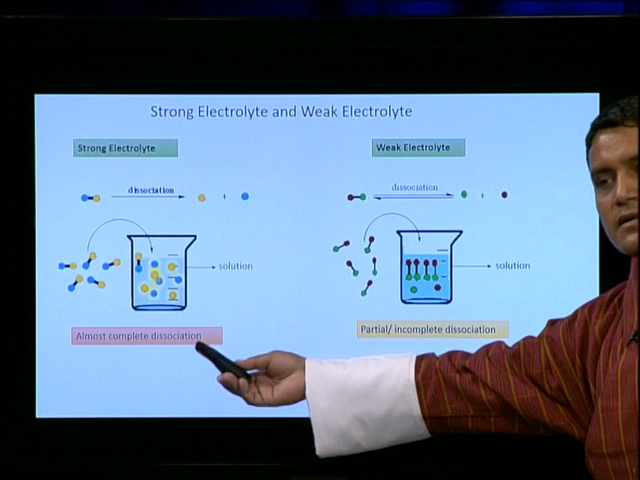 Strong Electrolyte and Weak Electrolyte
Strong Electrolyte
Weak Electrolyte
dissociation
+
dissociation
+
solution
solution
Almost complete dissociation
Partial/ incomplete dissociation